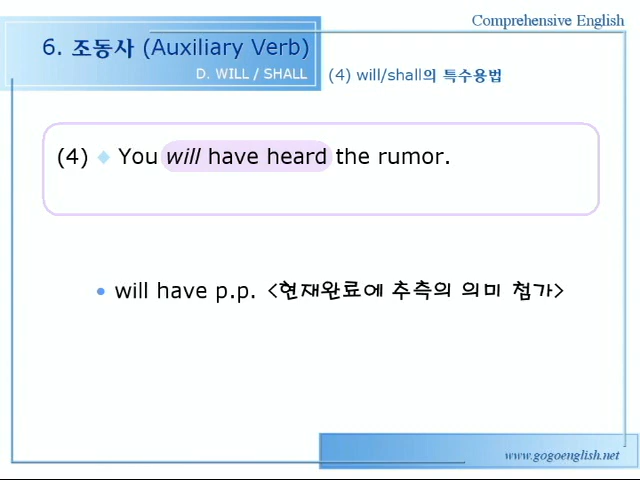 Comprehensive English
6. 조동사 (Auxiliary Verb)
D. WILL / SHALL
(4) will/shall의 특수용법
(4) ◆ You will have heard the rumor.
• will have p.p. <현재완료에 추측의 의미 첨가>
www.gogoenglish.net